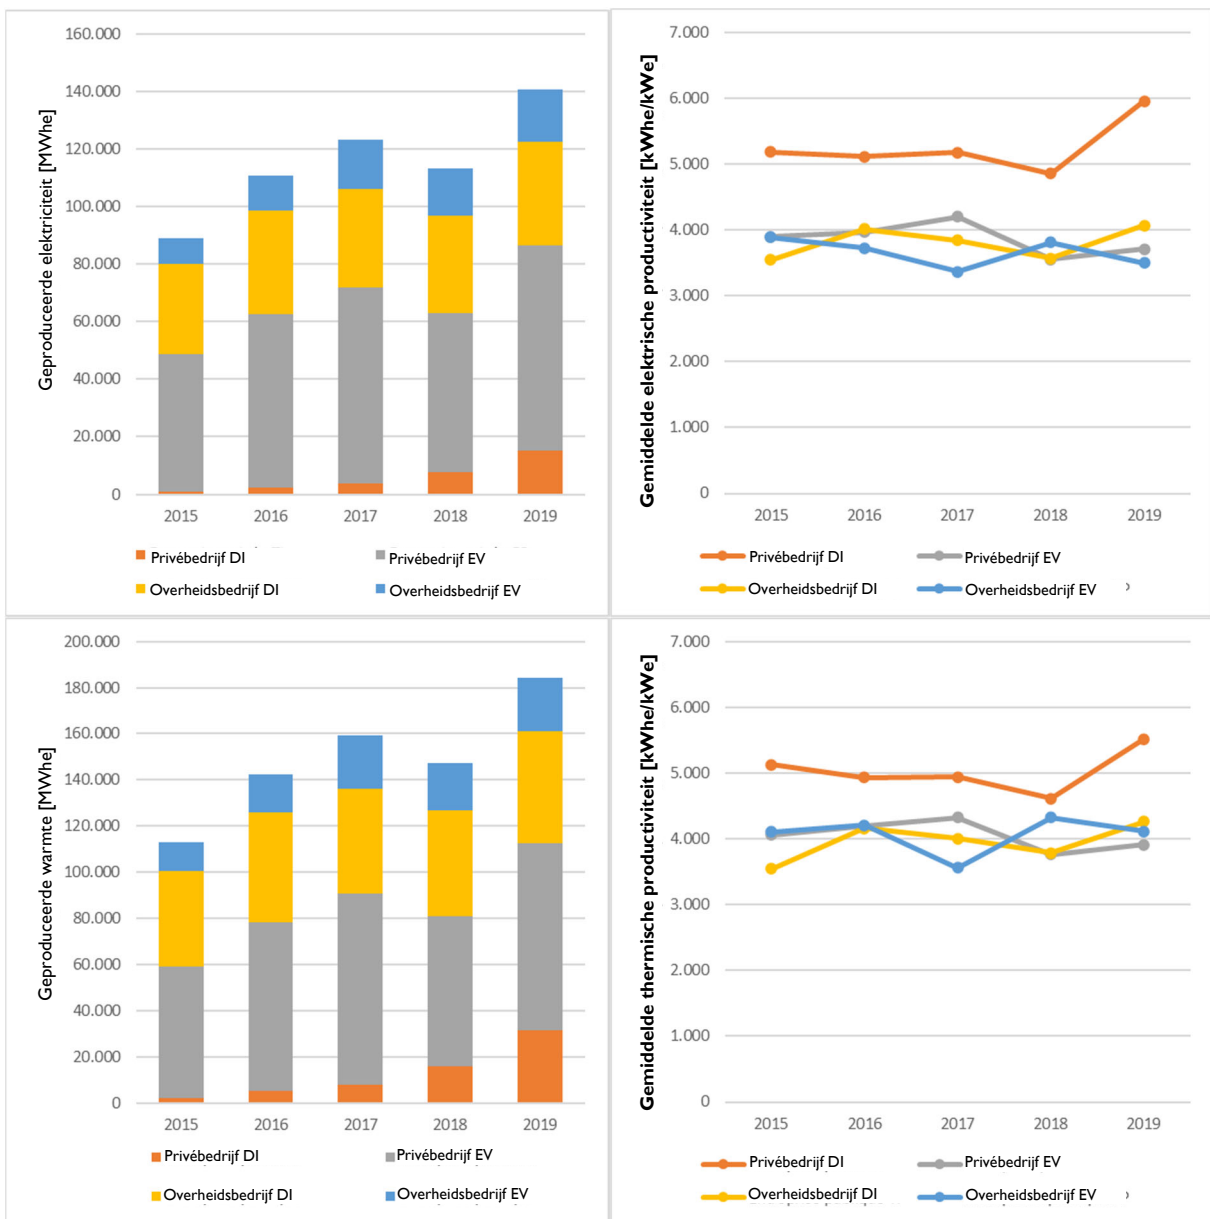 Geproduceerde elektriciteit [MWhe]
160.000
140.000
120.000
100.000
80.000
60.000
40.000
20.000
0
2015 2016 2017 2018 2019
Privébedrijf DI Privébedrijf EV
Overheidsbedrijf DI Overheidsbedrijf EV
Gemiddelde elektrische productiviteit [kWhe/kWe]
7.000
6.000
5.000
4.000
3.000
2.000
1.000
0
2015 2016 2017 2018 2019
Privébedrijf DI Privébedrijf EV
Overheidsbedrijf DI Overheidsbedrijf EV
Geproduceerde warmte [MWhe]
200.000
180.000
160.000
140.000
120.000
100.000
80.000
60.000
40.000
20.000
0
2015 2016 2017 2018 2019
Privébedrijf DI Privébedrijf EV
Overheidsbedrijf DI Overheidsbedrijf EV
Gemiddelde thermische productiviteit [kWhe/kWe]
7.000
6.000
5.000
4.000
3.000
2.000
1.000
0
2015 2016 2017 2018 2019
Privébedrijf DI Privébedrijf EV
Overheidsbedrijf DI Overheidsbedrijf EV